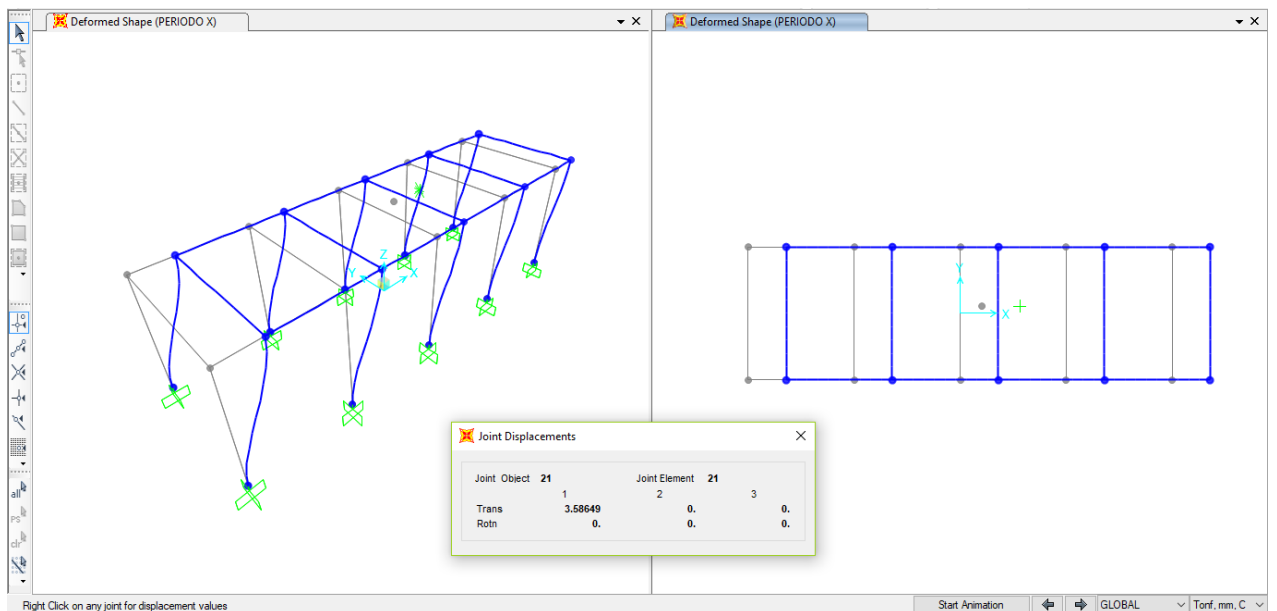 Deformed Shape (PERIODO X)
Deformed Shape (PERIODO X)
Z
Y
X
Y
X
Joint Displacements
Joint Object 21 Joint Element 21
1 2 3
Trans 3.58649 0. 0.
Rotn 0. 0. 0.
all
PS
clr
Right Click on any joint for displacement values
Start Animation
GLOBAL
Tonf, mm, C